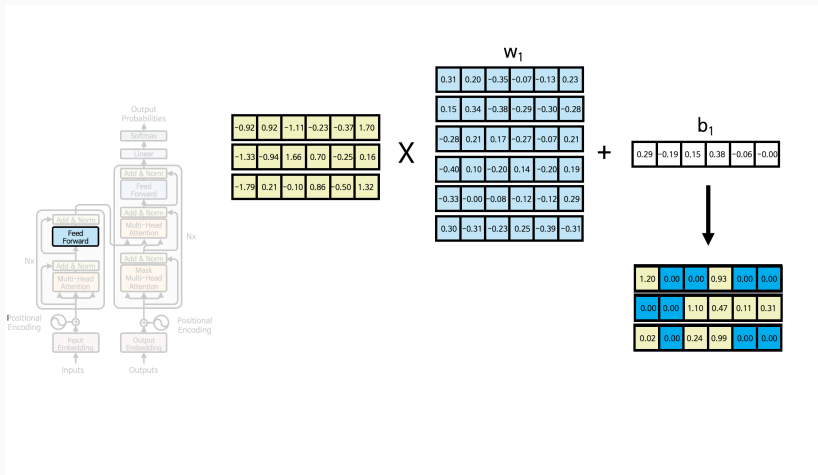 w1
0.31 0.20 -0.35 -0.07 -0.13 0.23
0.15 0.34 -0.38 -0.29 -0.30 -0.28
-0.28 0.21 0.17 -0.27 -0.07 0.21
-0.40 0.10 -0.20 0.14 -0.20 0.19
-0.33 -0.00 -0.08 -0.12 -0.12 0.29
0.30 -0.31 -0.23 0.25 -0.39 -0.31
-0.92 0.92 -1.11 -0.23 -0.37 1.70
-1.33 -0.94 1.66 0.70 -0.25 0.16
-1.79 0.21 -0.10 0.86 -0.50 1.32
X
+
b1
0.29 -0.19 0.15 0.38 -0.06 -0.00
1.20 0.00 0.00 0.93 0.00 0.00
0.00 0.00 1.10 0.47 0.11 0.31
0.02 0.00 0.24 0.99 0.00 0.00
Output
Probabilities
Softmax
Linear
Add & Norm
Feed
Forward
Add & Norm
Multi-Head
Attention
Nx
Add & Norm
Mask
Multi-Head
Attention
Add & Norm
Feed
Forward
Nx
Add & Norm
Multi-Head
Attention
Positional
Encoding
Positional
Encoding
Input
Embedding
Output
Embedding
Inputs
Outputs